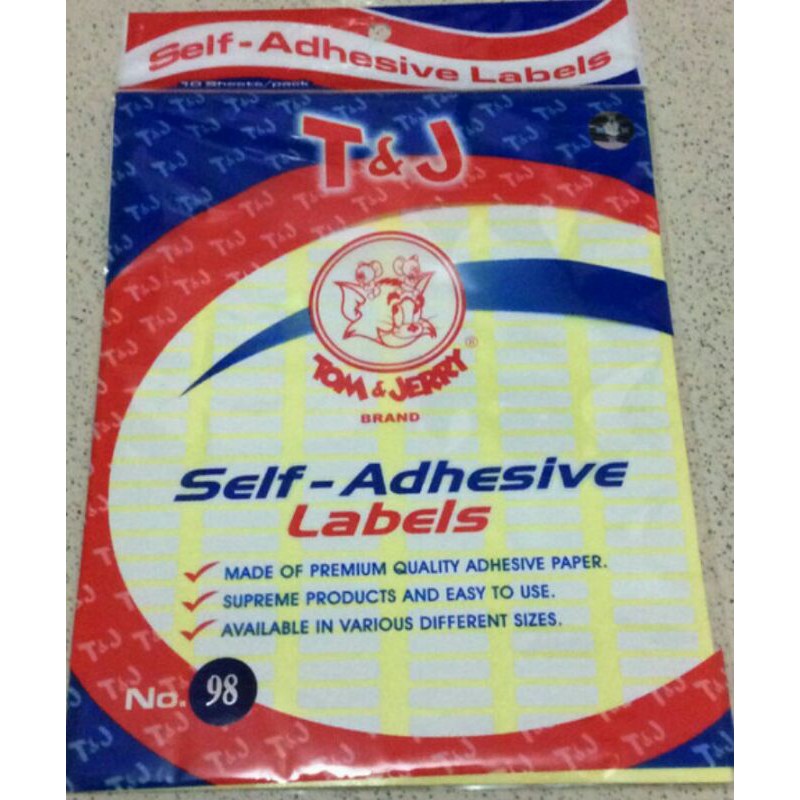 Self-Adhesive Labels
10 Sheets/pack
T&J
TOM & JERRY®
BRAND
Self-Adhesive
Labels
MADE OF PREMIUM QUALITY ADHESIVE PAPER.
SUPREME PRODUCTS AND EASY TO USE.
AVAILABLE IN VARIOUS DIFFERENT SIZES.
No. 98
T&J